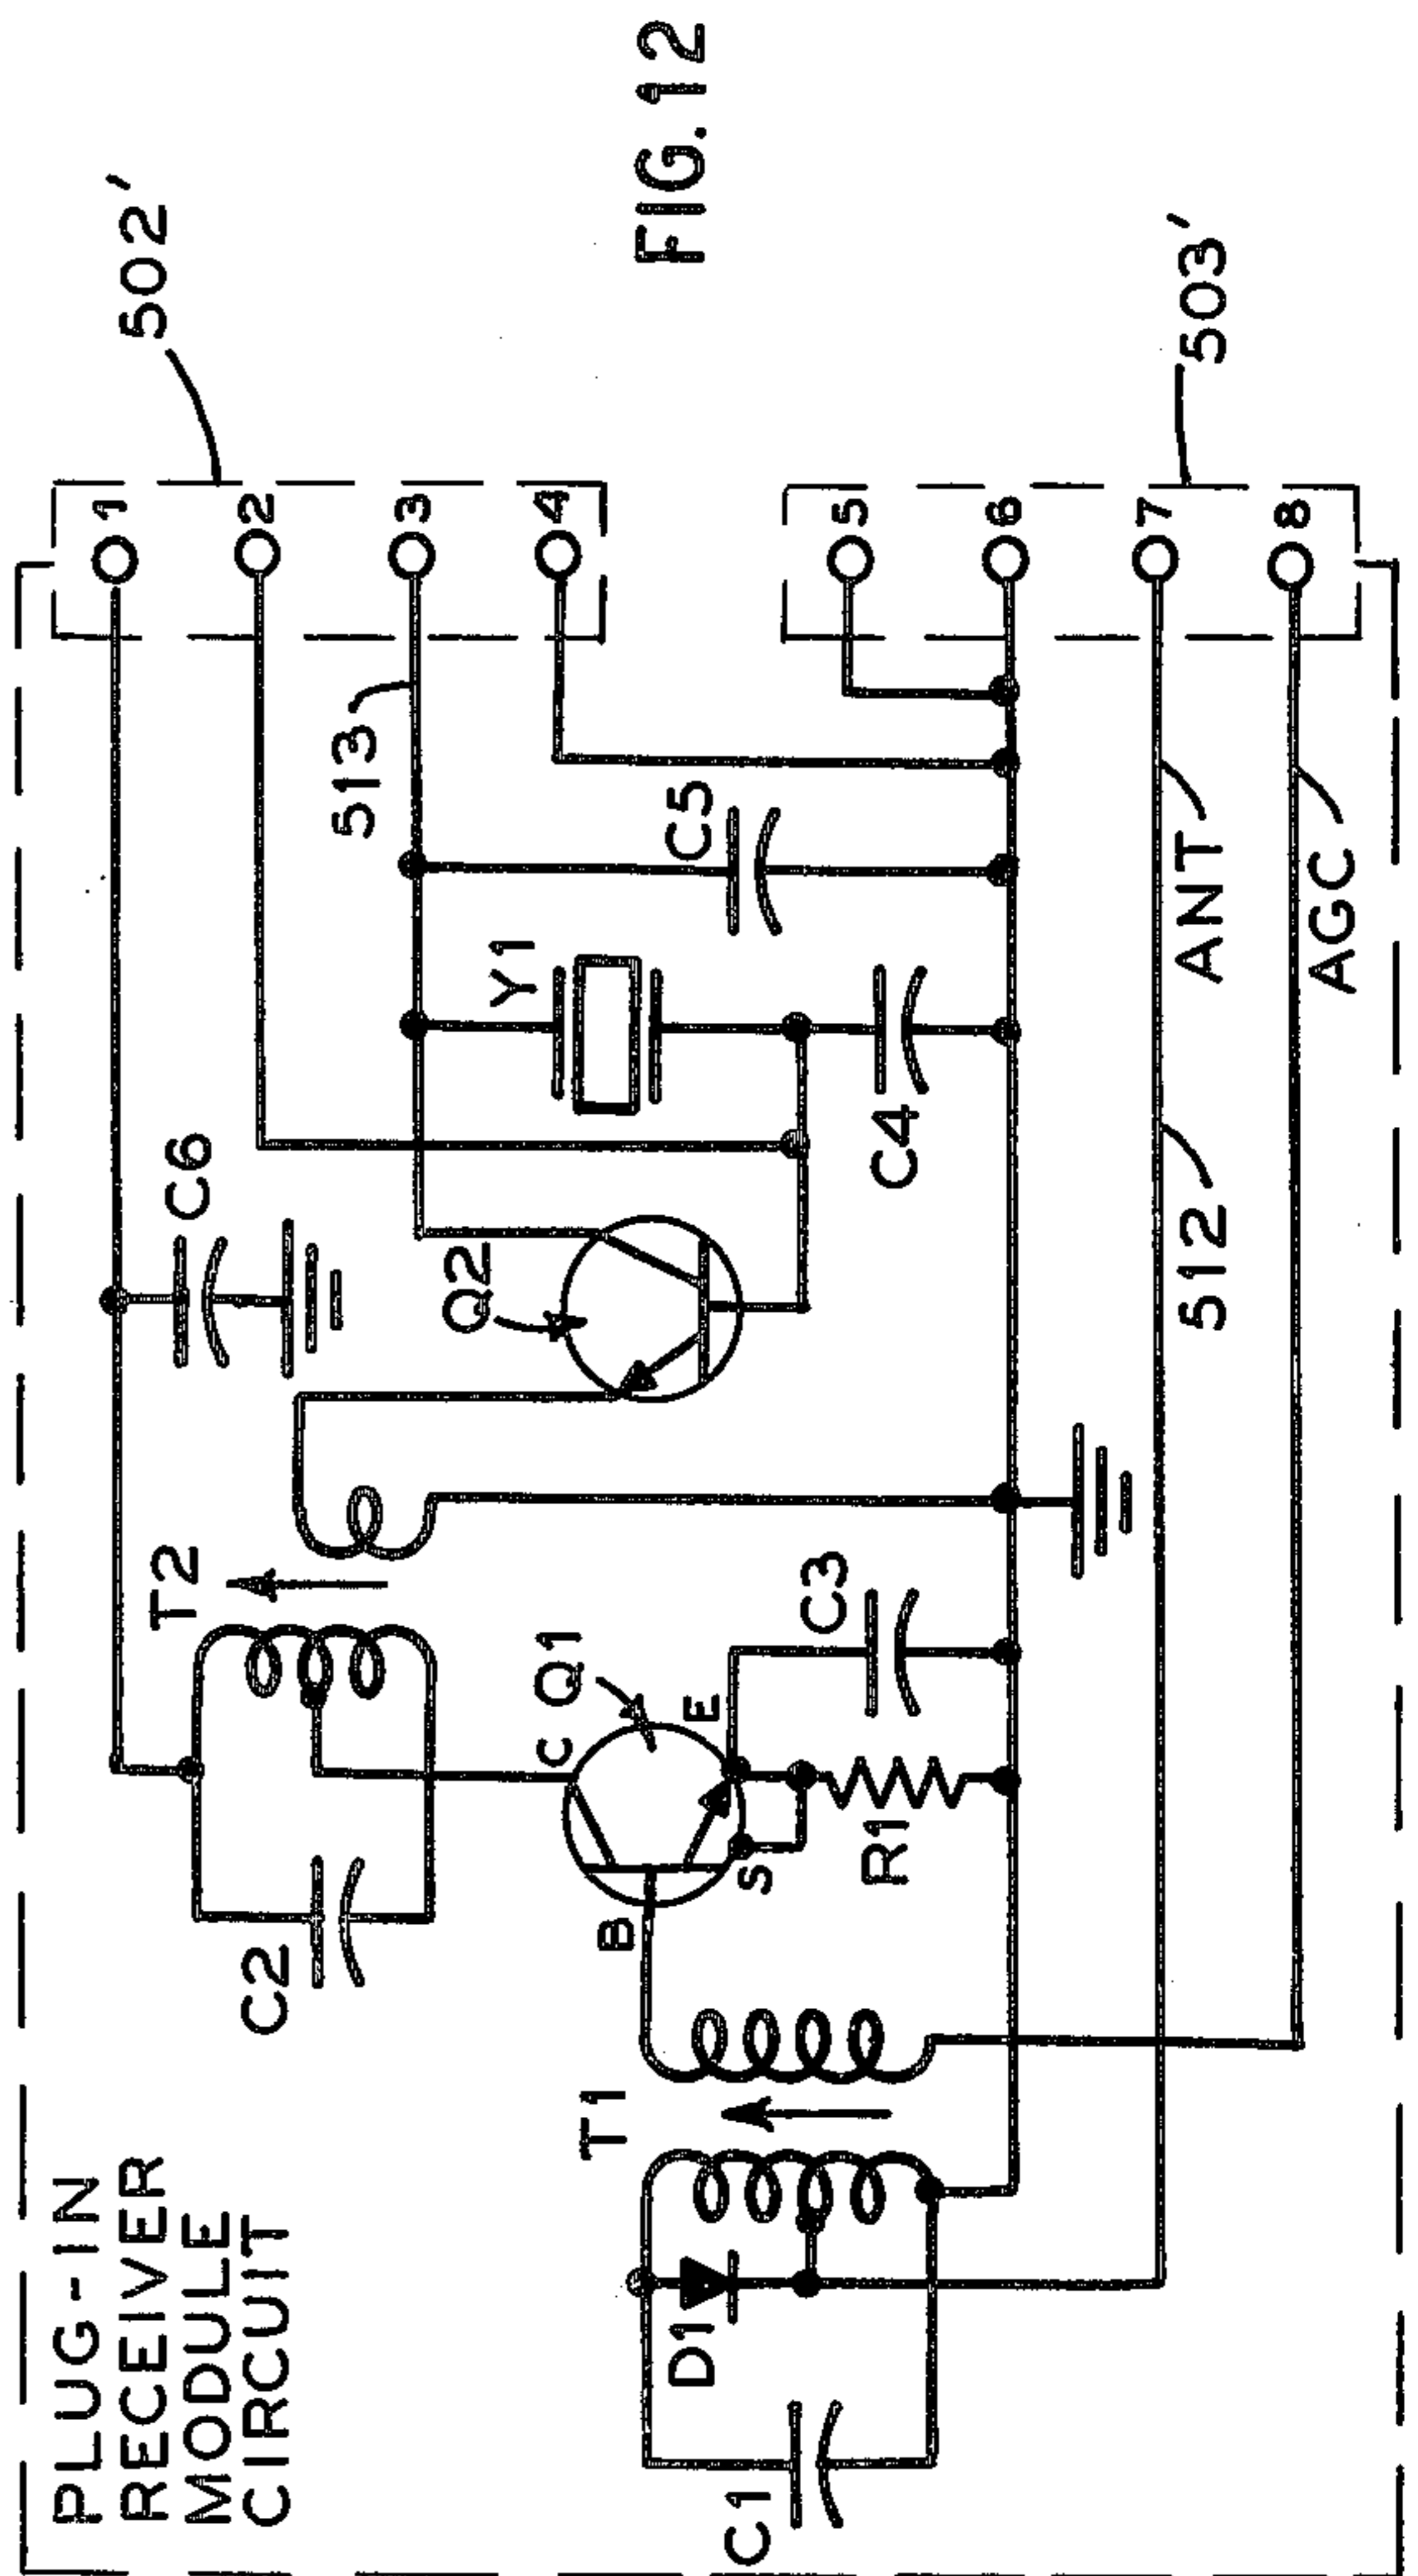 PLUG-IN
RECEIVER
MODULE
CIRCUIT
T2
C6
502'
1
C2
2
513
3
Y1
Q2
4
C5
FIG. 12
Q1
C
T1
B
E
S
C3
D1
C1
R1
C4
5
6
ANT
512
7
503'
AGC
8